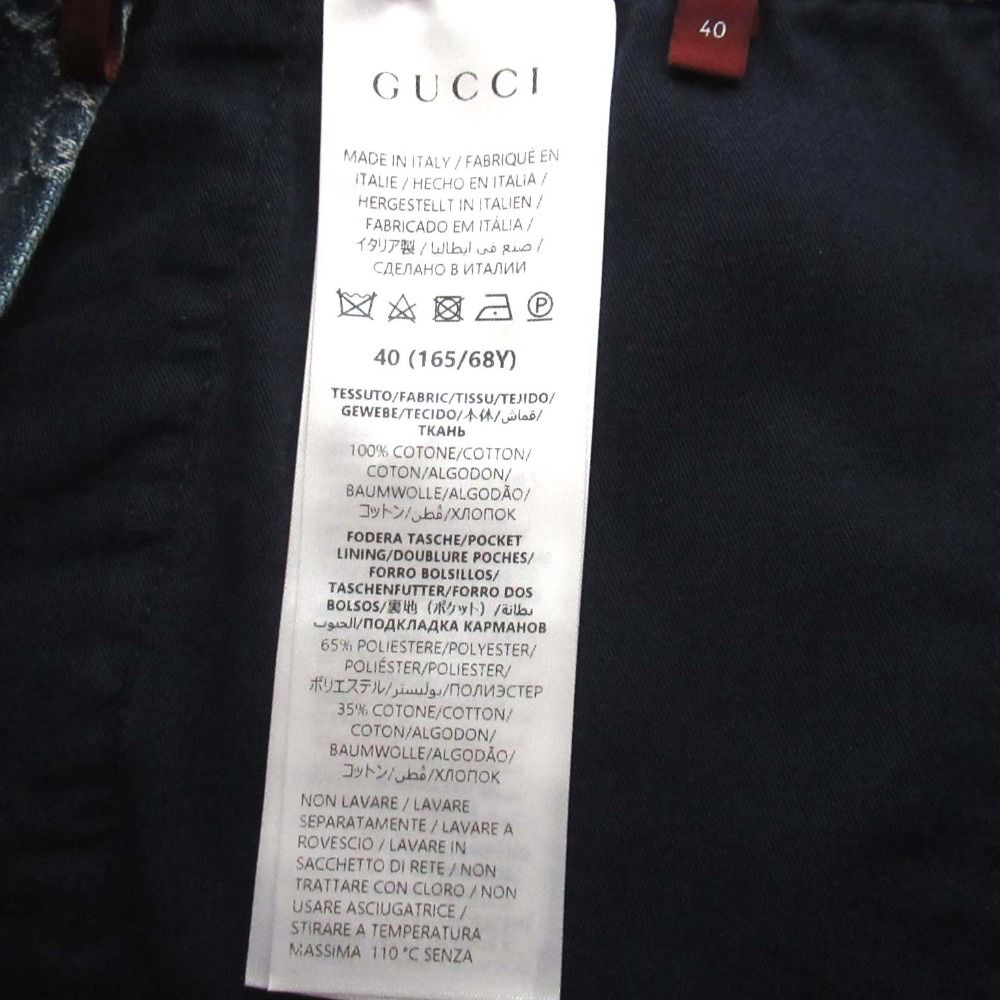 40
GUCCI
MADE IN ITALY / FABRIQUÉ EN
ITALIE / HECHO EN ITALIA /
HERGESTELLT IN ITALIEN /
FABRICADO EM ITÁLIA /
イタリア製 / صنع في ايطاليا /
СДЕЛАНО В ИТАЛИИ
P
40 (165/68Y)
TESSUTO/FABRIC/TISSU/TEJIDO/
GEWEBE/TECIDO/本体/قماش/
ТКАНЬ
100% COTONE/COTTON/
COTON/ALGODON/
BAUMWOLLE/ALGODÃO/
コットン/قُطن/ХЛОПОК
FODERA TASCHE/POCKET
LINING/DOUBLURE POCHES/
FORRO BOLSILLOS/
TASCHENFUTTER/FORRO DOS
BOLSOS/裏地（ポケット）/بطانة
الجيوب/ПОДКЛАДКА КАРМАНОВ
65% POLIESTERE/POLYESTER/
POLIÉSTER/POLIESTER/
ポリエステル/بوليستر/ПОЛИЭСТЕР
35% COTONE/COTTON/
COTON/ALGODON/
BAUMWOLLE/ALGODÃO/
コットン/قُطن/ХЛОПОК
NON LAVARE / LAVARE
SEPARATAMENTE / LAVARE A
ROVESCIO / LAVARE IN
SACCHETTO DI RETE / NON
TRATTARE CON CLORO / NON
USARE ASCIUGATRICE /
STIRARE A TEMPERATURA
MASSIMA 110 °C SENZA